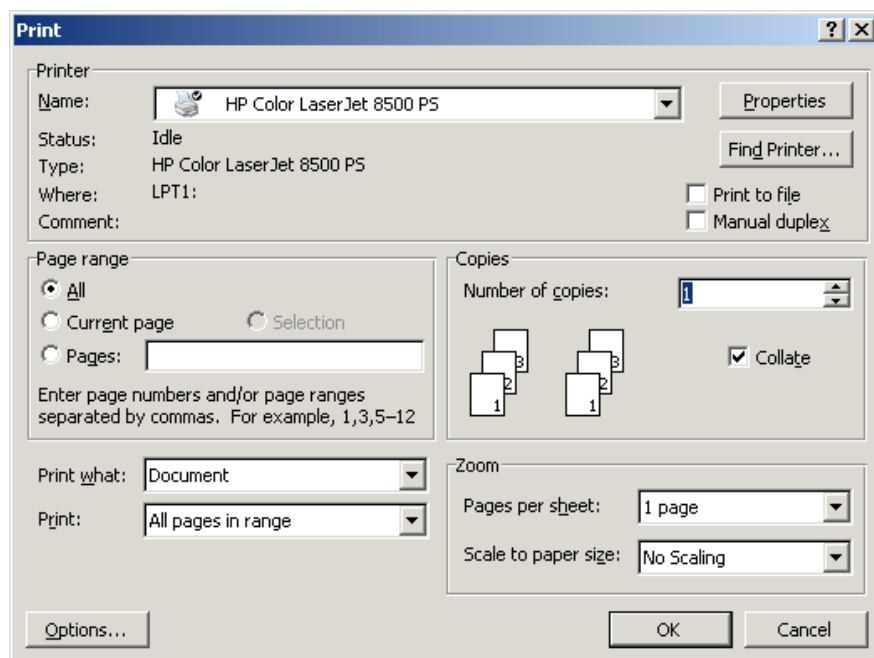 Print
Printer
Name: HP Color LaserJet 8500 PS Properties
Status: Idle
Type: HP Color LaserJet 8500 PS Find Printer...
Where: LPT1: Print to file
Comment: Manual duplex
Page range
All
Current page Selection
Pages:
Enter page numbers and/or page ranges
separated by commas. For example, 1,3,5–12
Copies
Number of copies: 1
3 3
2 2
1 1
Collate
Print what: Document
Print: All pages in range
Zoom
Pages per sheet: 1 page
Scale to paper size: No Scaling
Options... OK Cancel